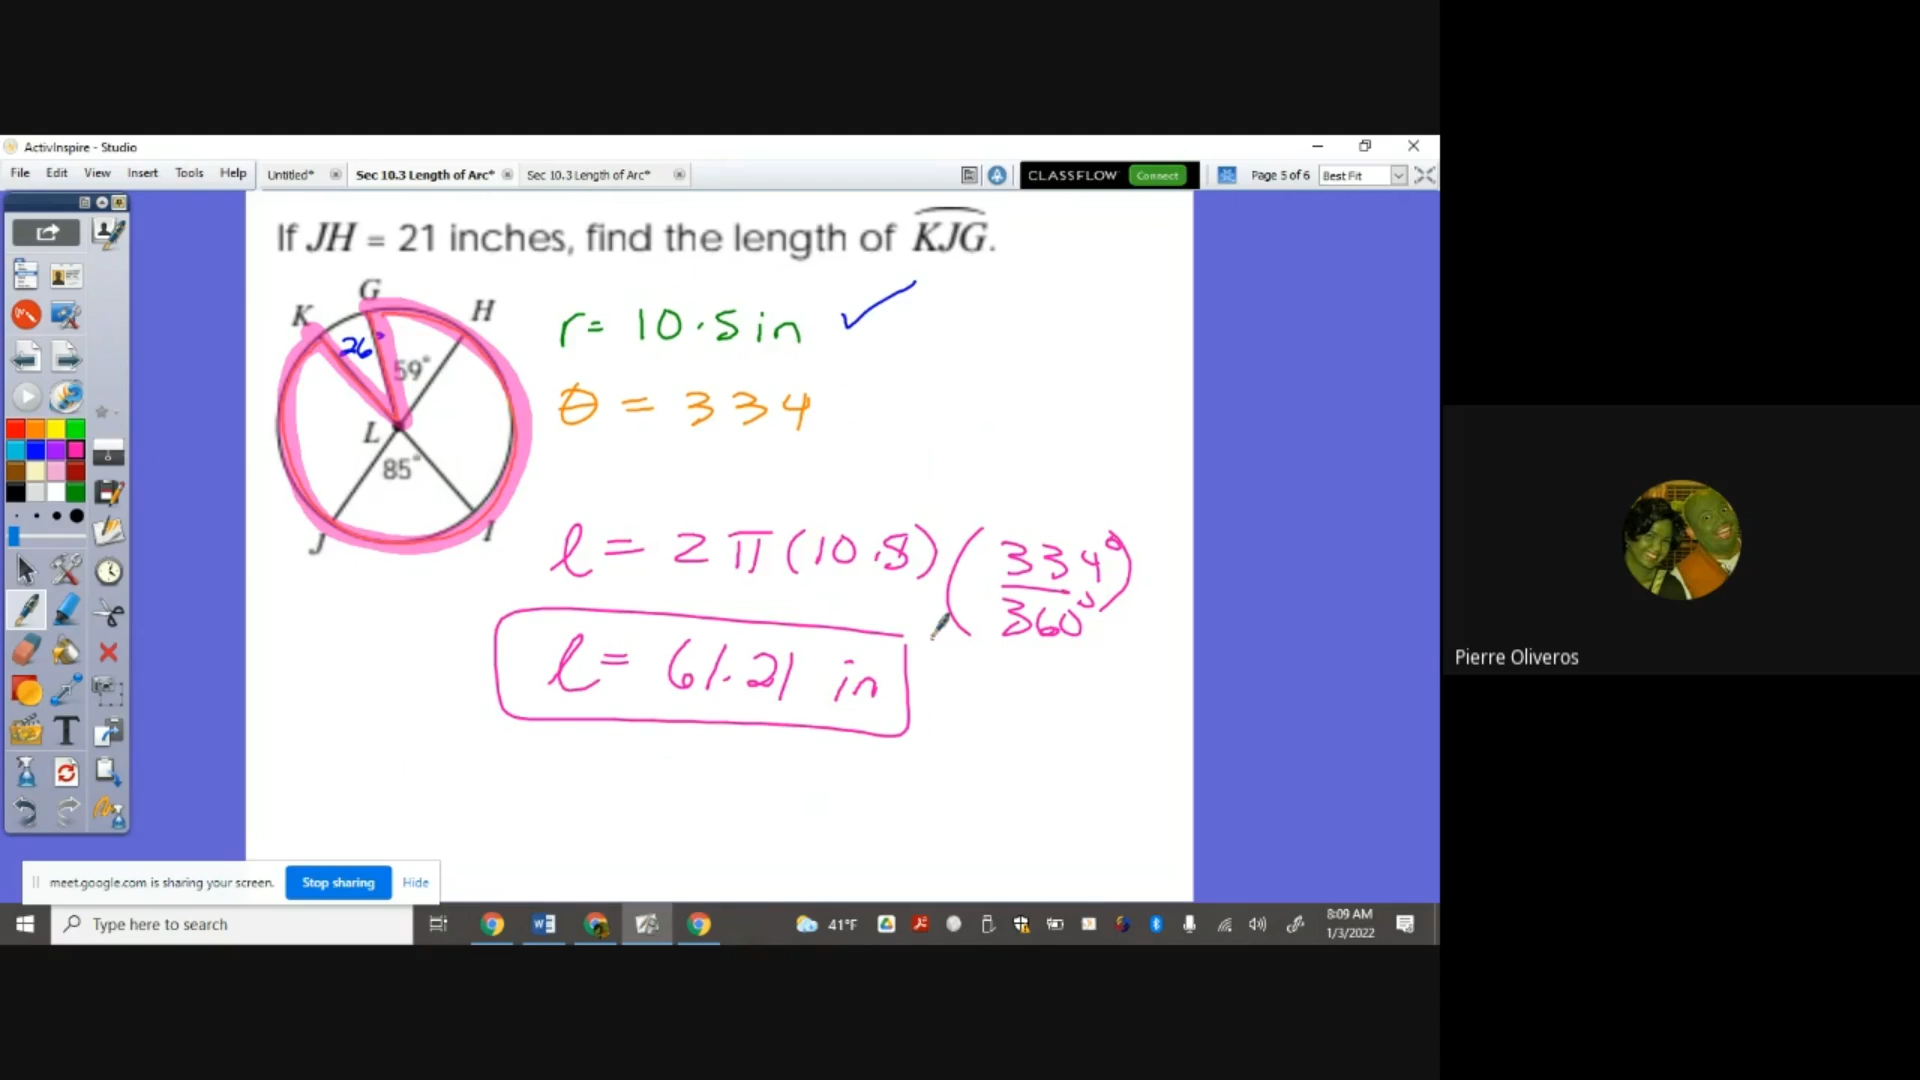 ActivInspire - Studio
File Edit View Insert Tools Help Untitled* Sec 10.3 Length of Arc* Sec 10.3 Length of Arc* CLASSFLOW Connect Page 5 of 6 Best Fit
If JH = 21 inches, find the length of KJG.
G
K H
r= 10.5 in
26°
59°
θ = 334
L
85°
J I
l = 2π(10.5)(334°/360°)
l = 61.21 in
T
Pierre Oliveros
meet.google.com is sharing your screen. Stop sharing Hide
Type here to search
41°F
8:09 AM
1/3/2022